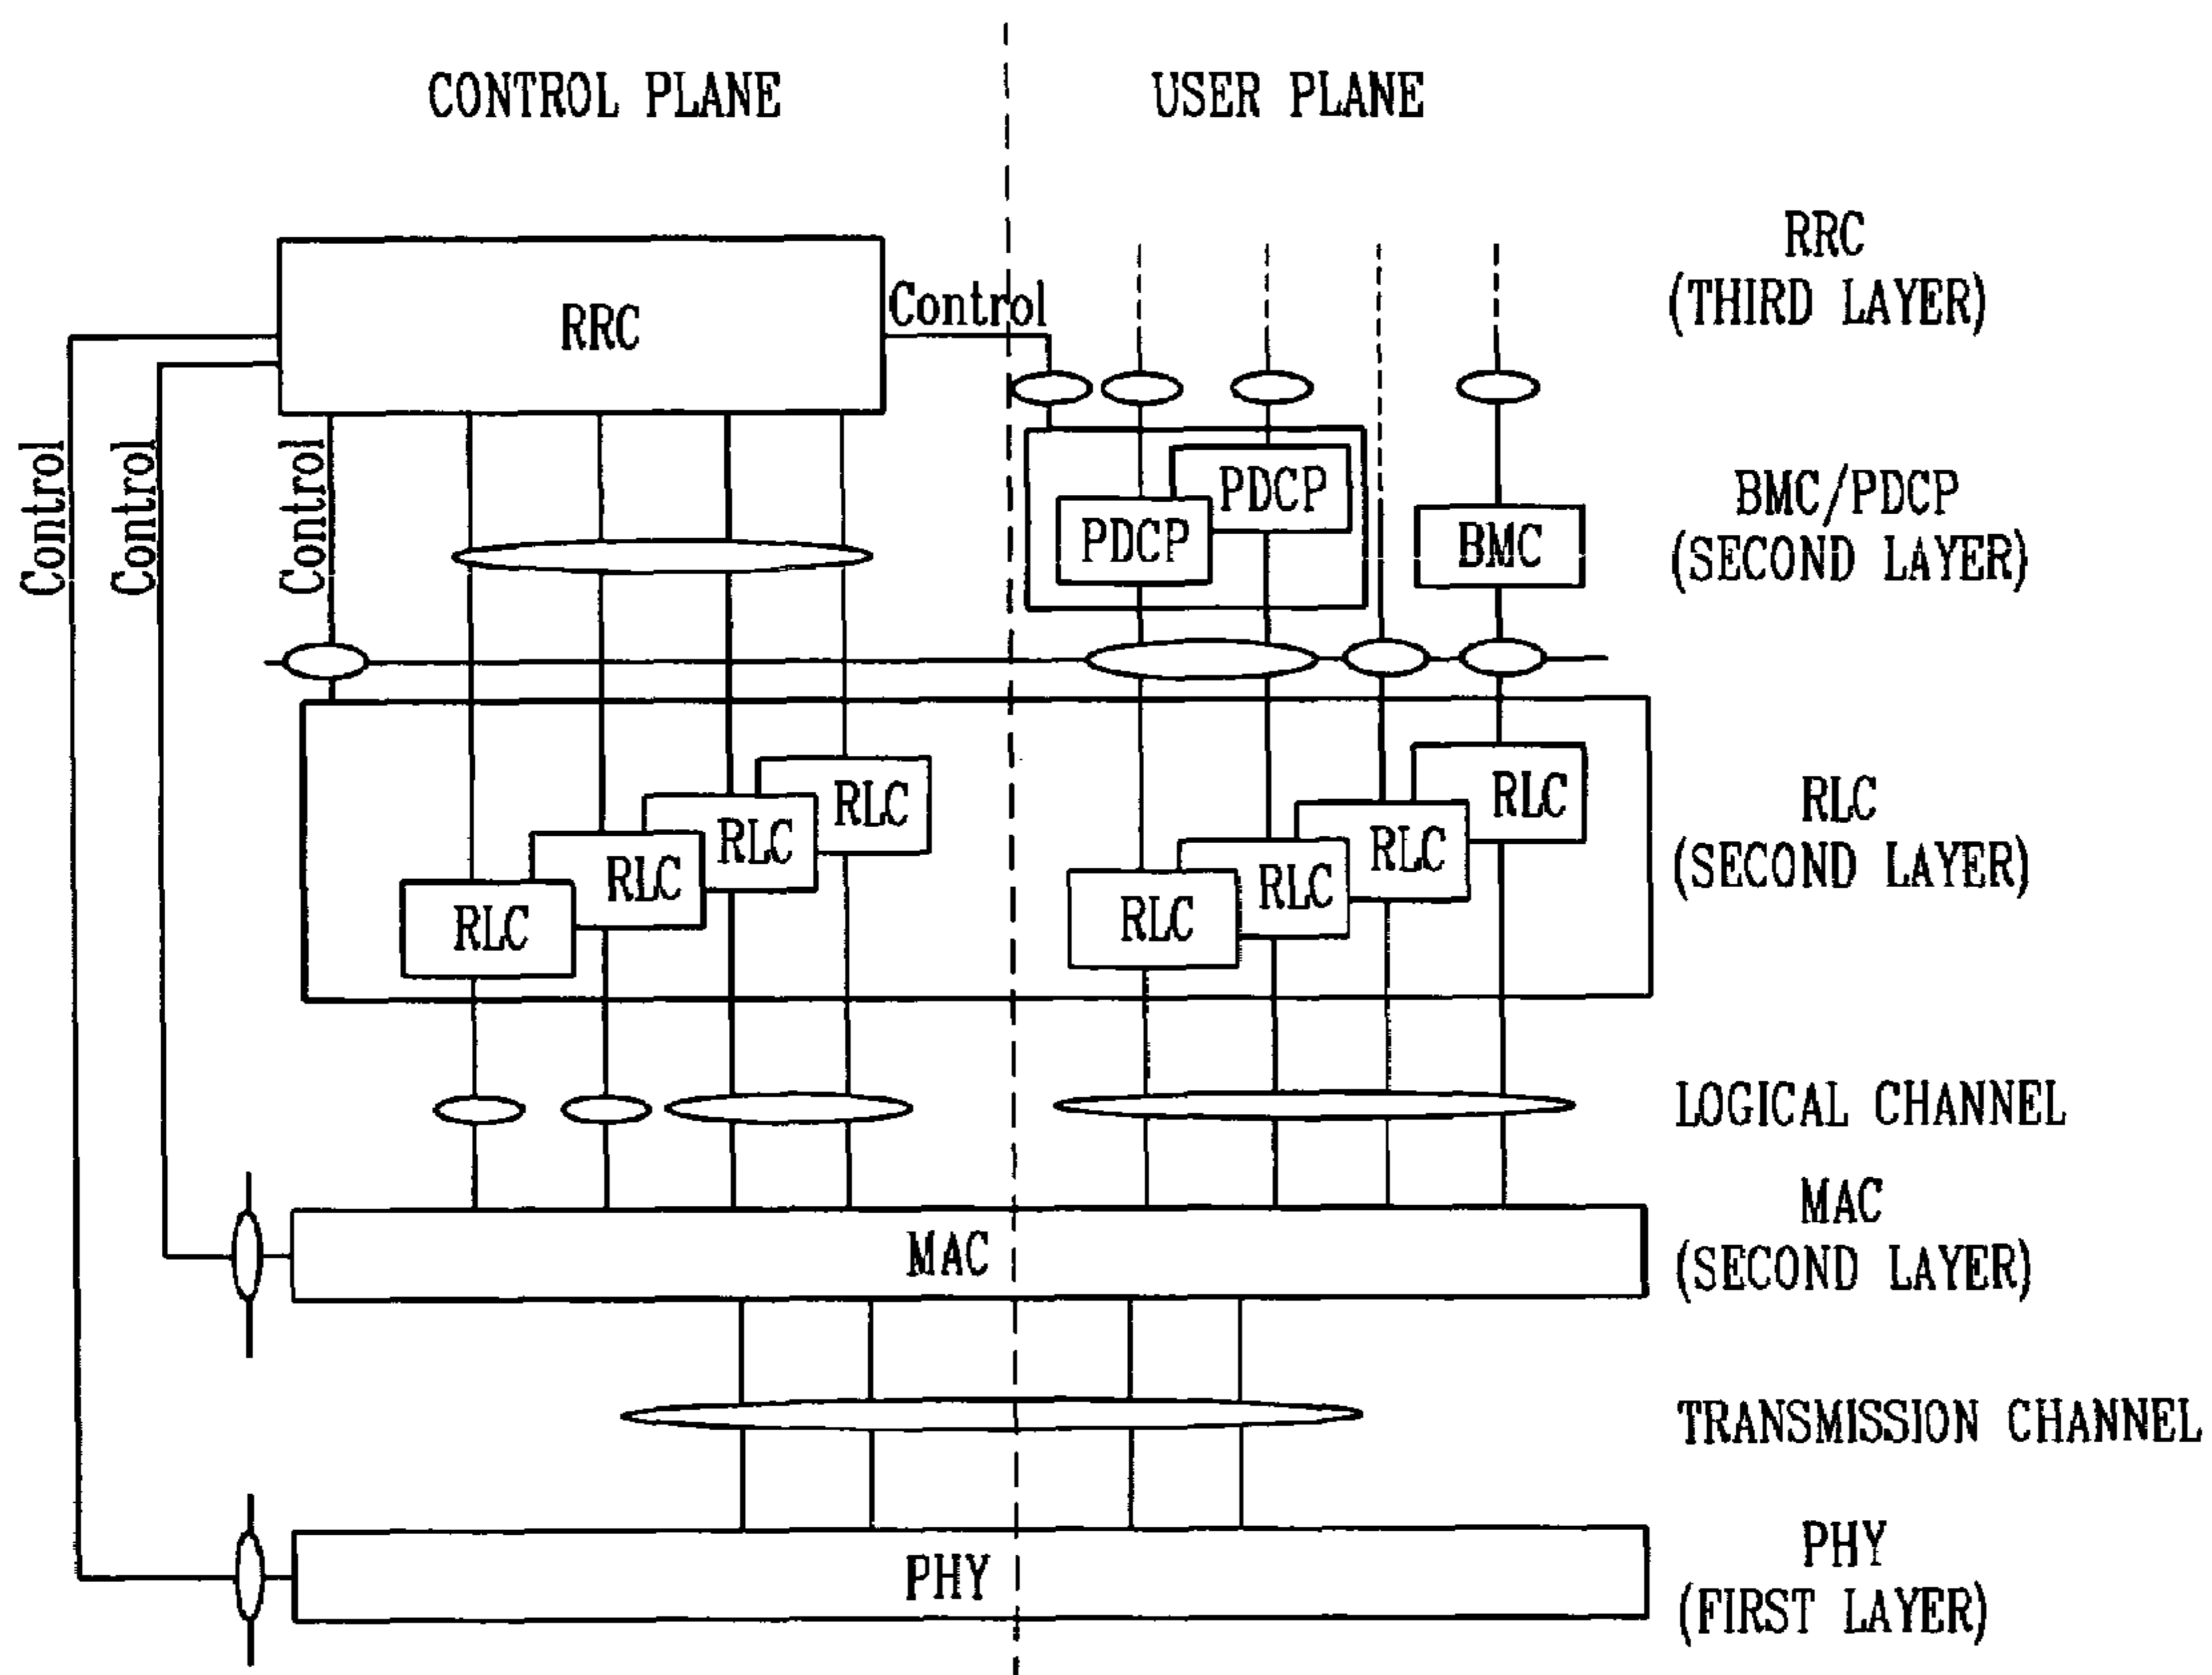 CONTROL PLANE
USER PLANE
RRC
Control
RRC
(THIRD LAYER)
Control
Control
Control
PDCP
PDCP
BMC
BMC/PDCP
(SECOND LAYER)
RLC
RLC
RLC
RLC
RLC
RLC
RLC
RLC
RLC
(SECOND LAYER)
LOGICAL CHANNEL
MAC
MAC
(SECOND LAYER)
TRANSMISSION CHANNEL
PHY
PHY
(FIRST LAYER)